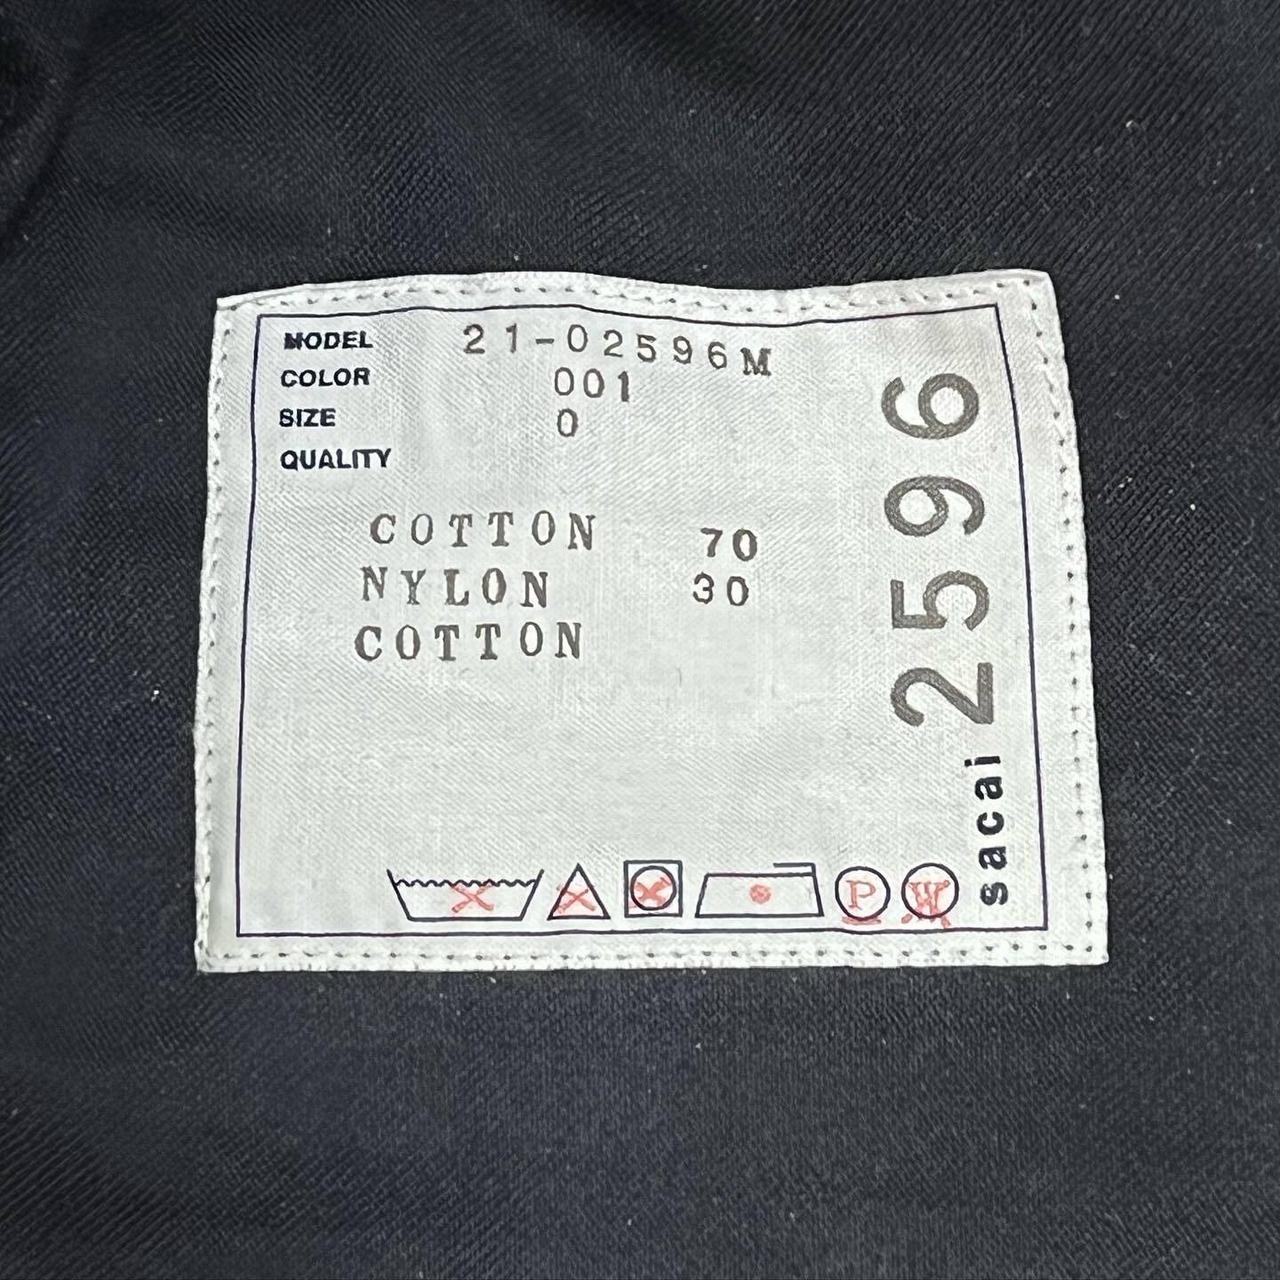 MODEL 21-02596M
COLOR 001
SIZE 0
QUALITY
COTTON 70
NYLON 30
COTTON
P W
sacai 2596